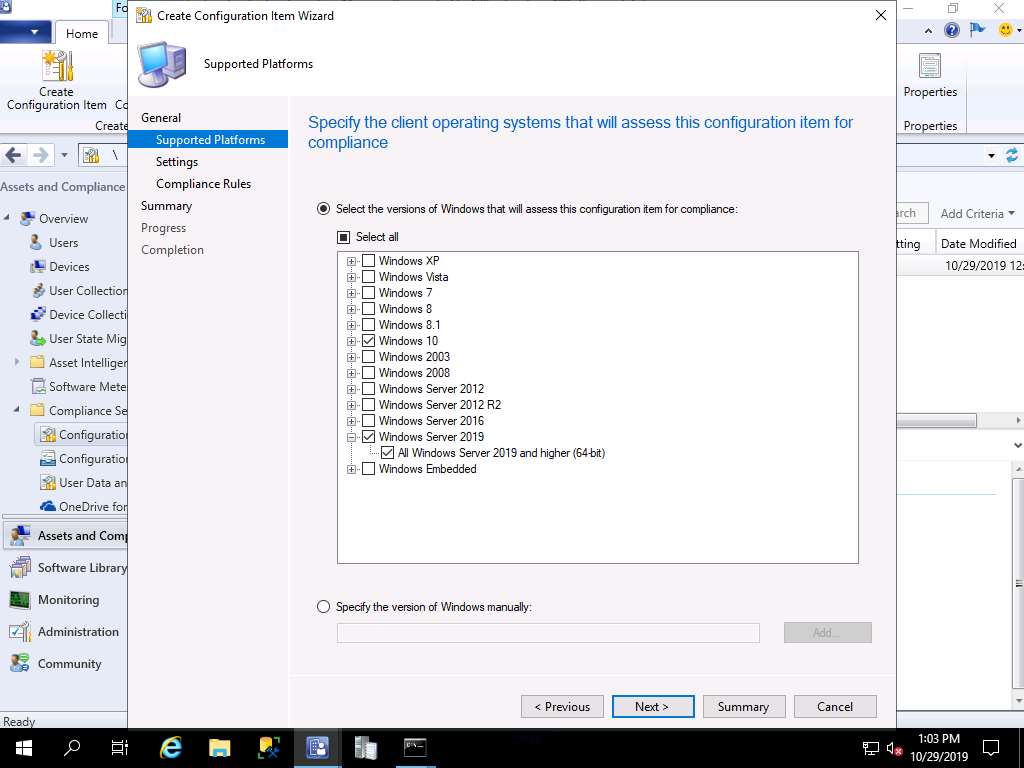 Fo
Create Configuration Item Wizard
Home
Create
Configuration Item
Co
Create
Supported Platforms
Properties
Properties
General
Supported Platforms
Settings
Compliance Rules
Summary
Progress
Completion
Specify the client operating systems that will assess this configuration item for
compliance
\
Assets and Compliance
Overview
Users
Devices
User Collection
Device Collecti
User State Mig
Asset Intelligen
Software Mete
Compliance Se
Configuration
Configuration
User Data an
OneDrive for
Assets and Comp
Software Library
Monitoring
Administration
Community
Ready
Select the versions of Windows that will assess this configuration item for compliance:
Select all
Windows XP
Windows Vista
Windows 7
Windows 8
Windows 8.1
Windows 10
Windows 2003
Windows 2008
Windows Server 2012
Windows Server 2012 R2
Windows Server 2016
Windows Server 2019
All Windows Server 2019 and higher (64-bit)
Windows Embedded
Specify the version of Windows manually:
Add...
< Previous
Next >
Summary
Cancel
arch
Add Criteria
tting
Date Modified
10/29/2019 12:
1:03 PM
10/29/2019